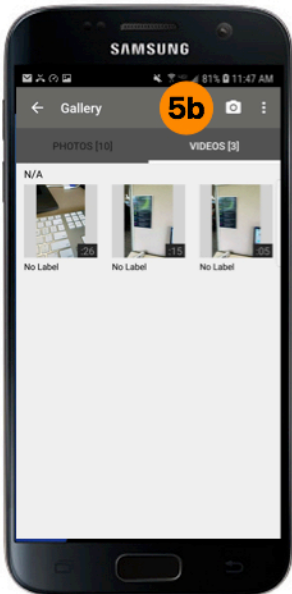 SAMSUNG
81% 11:47 AM
Gallery
5b
PHOTOS [10]
VIDEOS [3]
N/A
:26 :15 :05
No Label No Label No Label